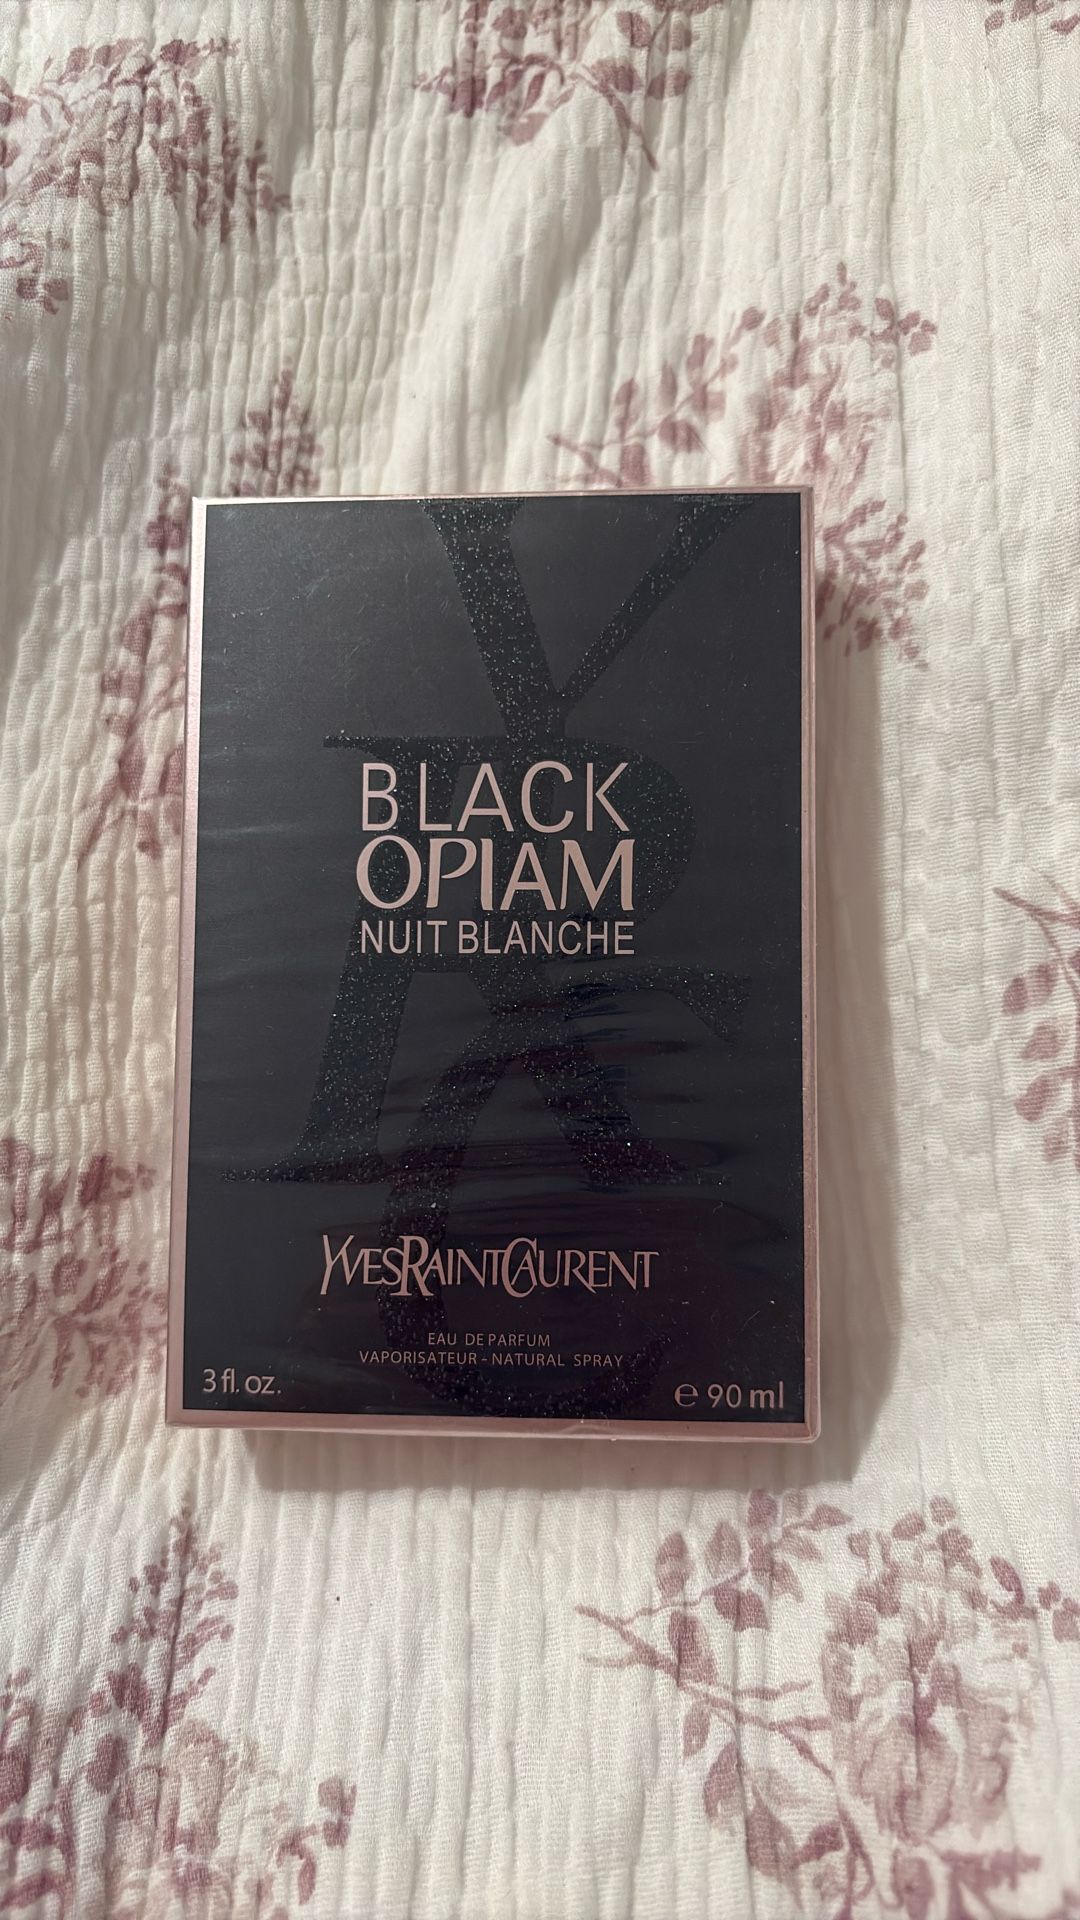 BLACK
OPIAM
NUIT BLANCHE
YVESRAINTCAURENT
EAU DE PARFUM
VAPORISATEUR - NATURAL SPRAY
3 fl. oz.
e 90 ml